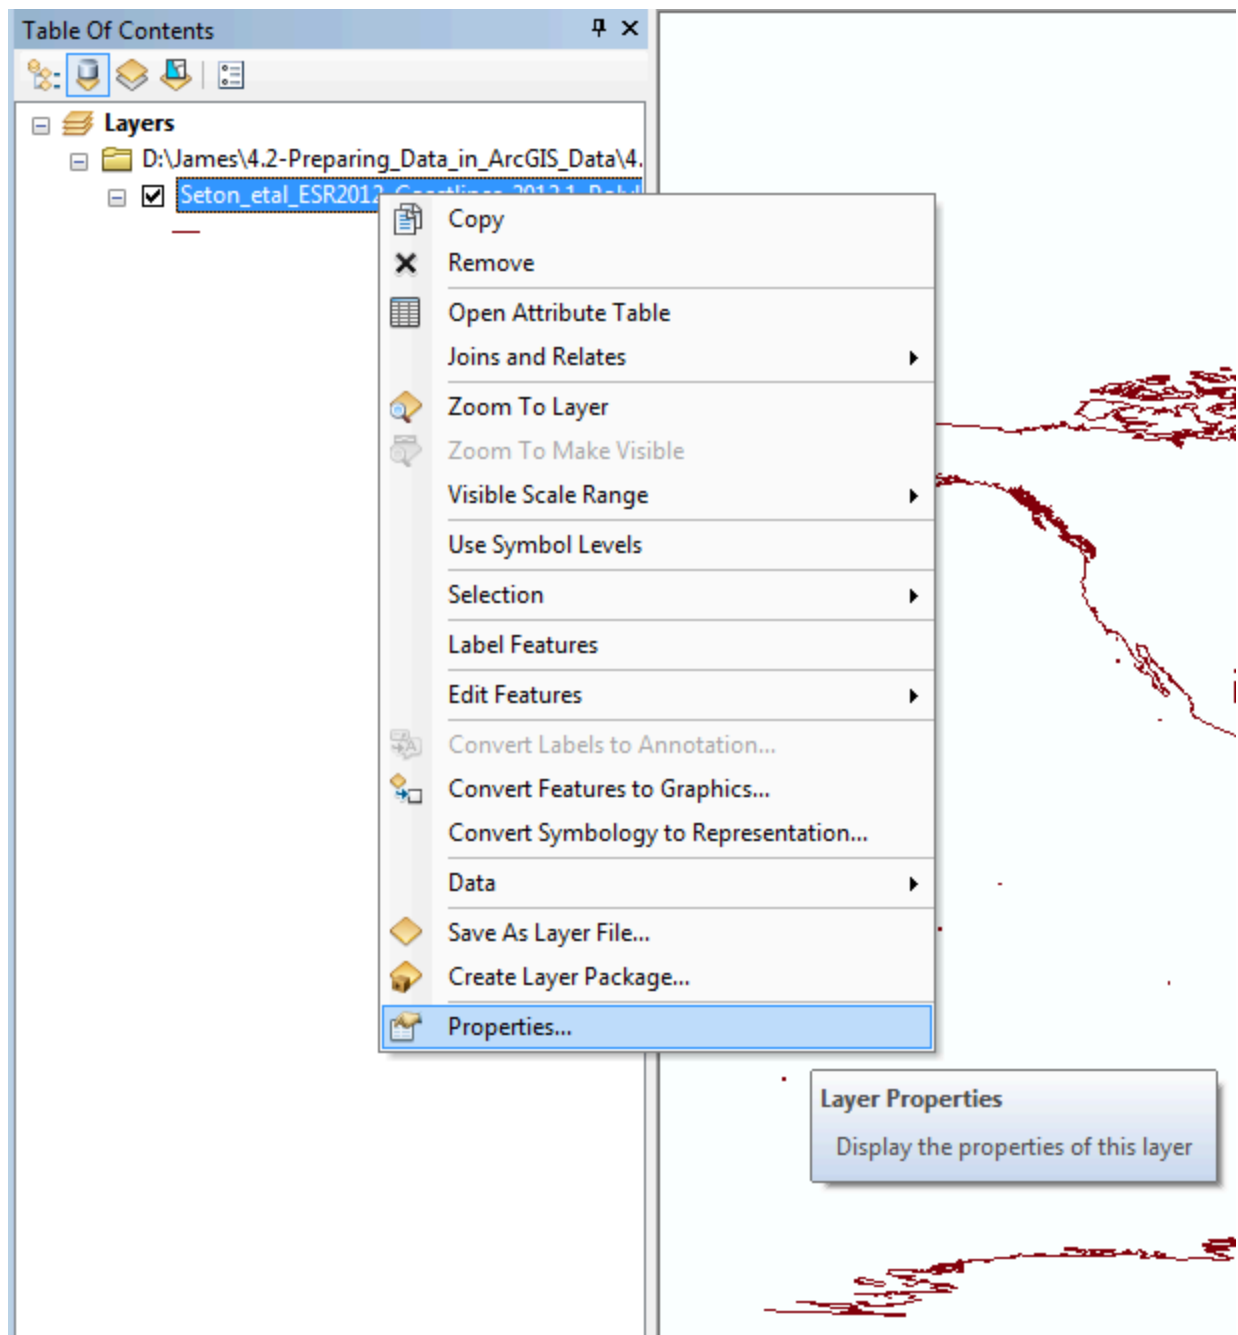 Table Of Contents
Layers
D:\James\4.2-Preparing_Data_in_ArcGIS_Data\4.
Seton_etal_ESR2012_Coastlines_2012.1_Polyl
Copy
Remove
Open Attribute Table
Joins and Relates
Zoom To Layer
Zoom To Make Visible
Visible Scale Range
Use Symbol Levels
Selection
Label Features
Edit Features
Convert Labels to Annotation...
Convert Features to Graphics...
Convert Symbology to Representation...
Data
Save As Layer File...
Create Layer Package...
Properties...
Layer Properties
Display the properties of this layer